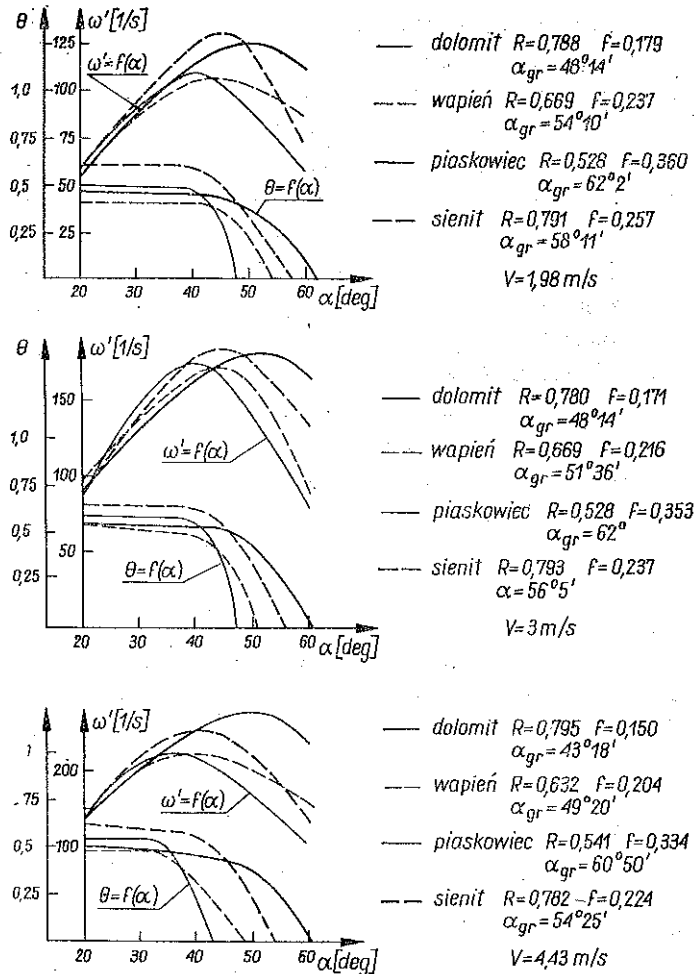 θ ω' [1/s]
125
1,0 100
ω'=f(α)
0,75 75
0,5 50
θ=f(α)
0,25 25
20 30 40 50 60
α[deg]
dolomit R=0,788 f=0,179
αgr=48°14'
wapień R=0,669 f=0,237
αgr=54°10'
piaskowiec R=0,528 f=0,360
αgr=62°2'
sienit R=0,791 f=0,257
αgr=58°11'
V=1,98 m/s
θ ω' [1/s]
150
1,0
100
ω'=f(α)
0,75
0,5
50
0,25
θ=f(α)
20 30 40 50 60 α[deg]
dolomit R=0,780 f=0,171
αgr=48°14'
wapień R=0,669 f=0,216
αgr=51°36'
piaskowiec R=0,528 f=0,353
αgr=62°
sienit R=0,793 f=0,237
α=56°5'
V=3 m/s
θ ω' [1/s]
1 200
ω'=f(α)
0,75
0,5 100
0,25
θ=f(α)
20 30 40 50 60 α[deg]
dolomit R=0,795 f=0,150
αgr=43°18'
wapień R=0,632 f=0,204
αgr=49°20'
piaskowiec R=0,541 f=0,334
αgr=60°50'
sienit R=0,782 f=0,224
αgr=54°25'
V=4,43 m/s